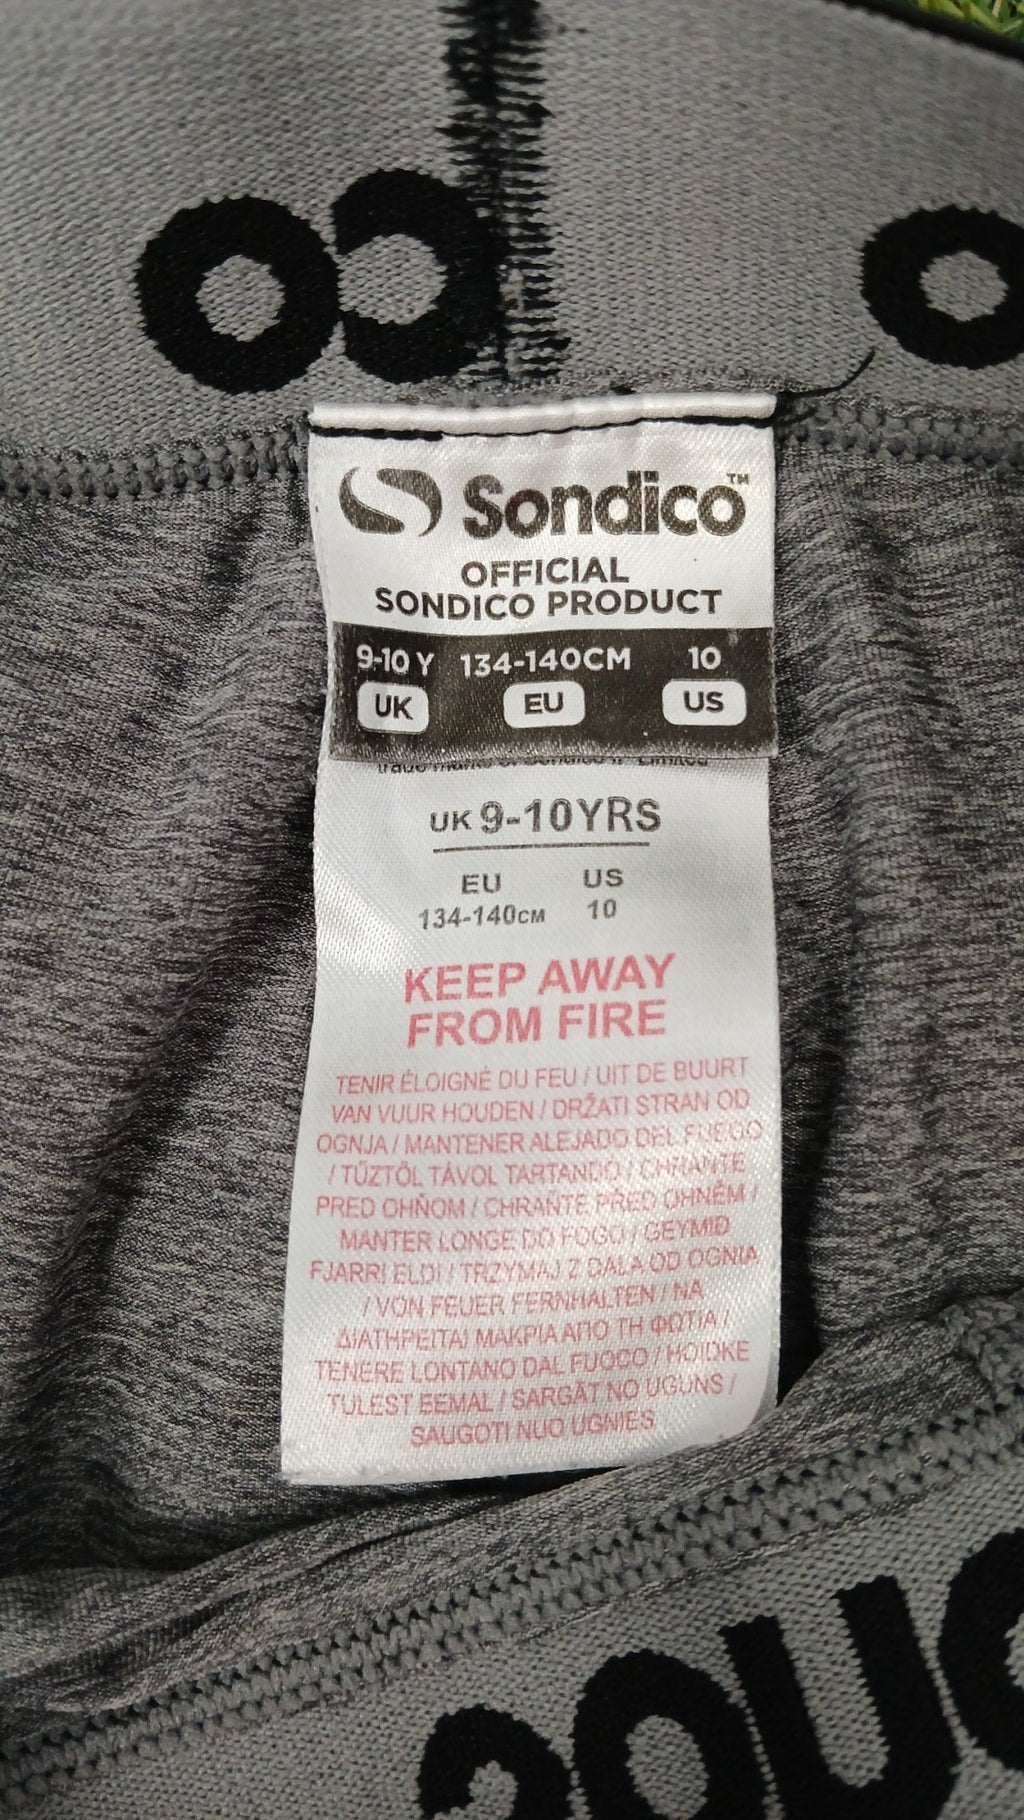 Sondico™
OFFICIAL
SONDICO PRODUCT
9-10 Y 134-140CM 10
UK EU US
UK 9-10YRS
EU US
134-140CM 10
KEEP AWAY
FROM FIRE
TENIR ÉLOIGNÉ DU FEU / UIT DE BUURT
VAN VUUR HOUDEN / DRŽATI STRAN OD
OGNJA / MANTENER ALEJADO DEL FUEGO
/ TŰZTŐL TÁVOL TARTANDÓ / CHRÁŇTE
PRED OHŇOM / CHRAŇTE PŘED OHNĚM /
MANTER LONGE DO FOGO / GEYMIÐ
FJARRI ELDI / TRZYMAJ Z DALA OD OGNIA
/ VON FEUER FERNHALTEN / NA
ΔΙΑΤΗΡΕΙΤΑΙ ΜΑΚΡΙΑ ΑΠΟ ΤΗ ΦΩΤΙΑ /
TENERE LONTANO DAL FUOCO / HOIDKE
TULEST EEMAL / SARGĀT NO UGUNS /
SAUGOTI NUO UGNIES